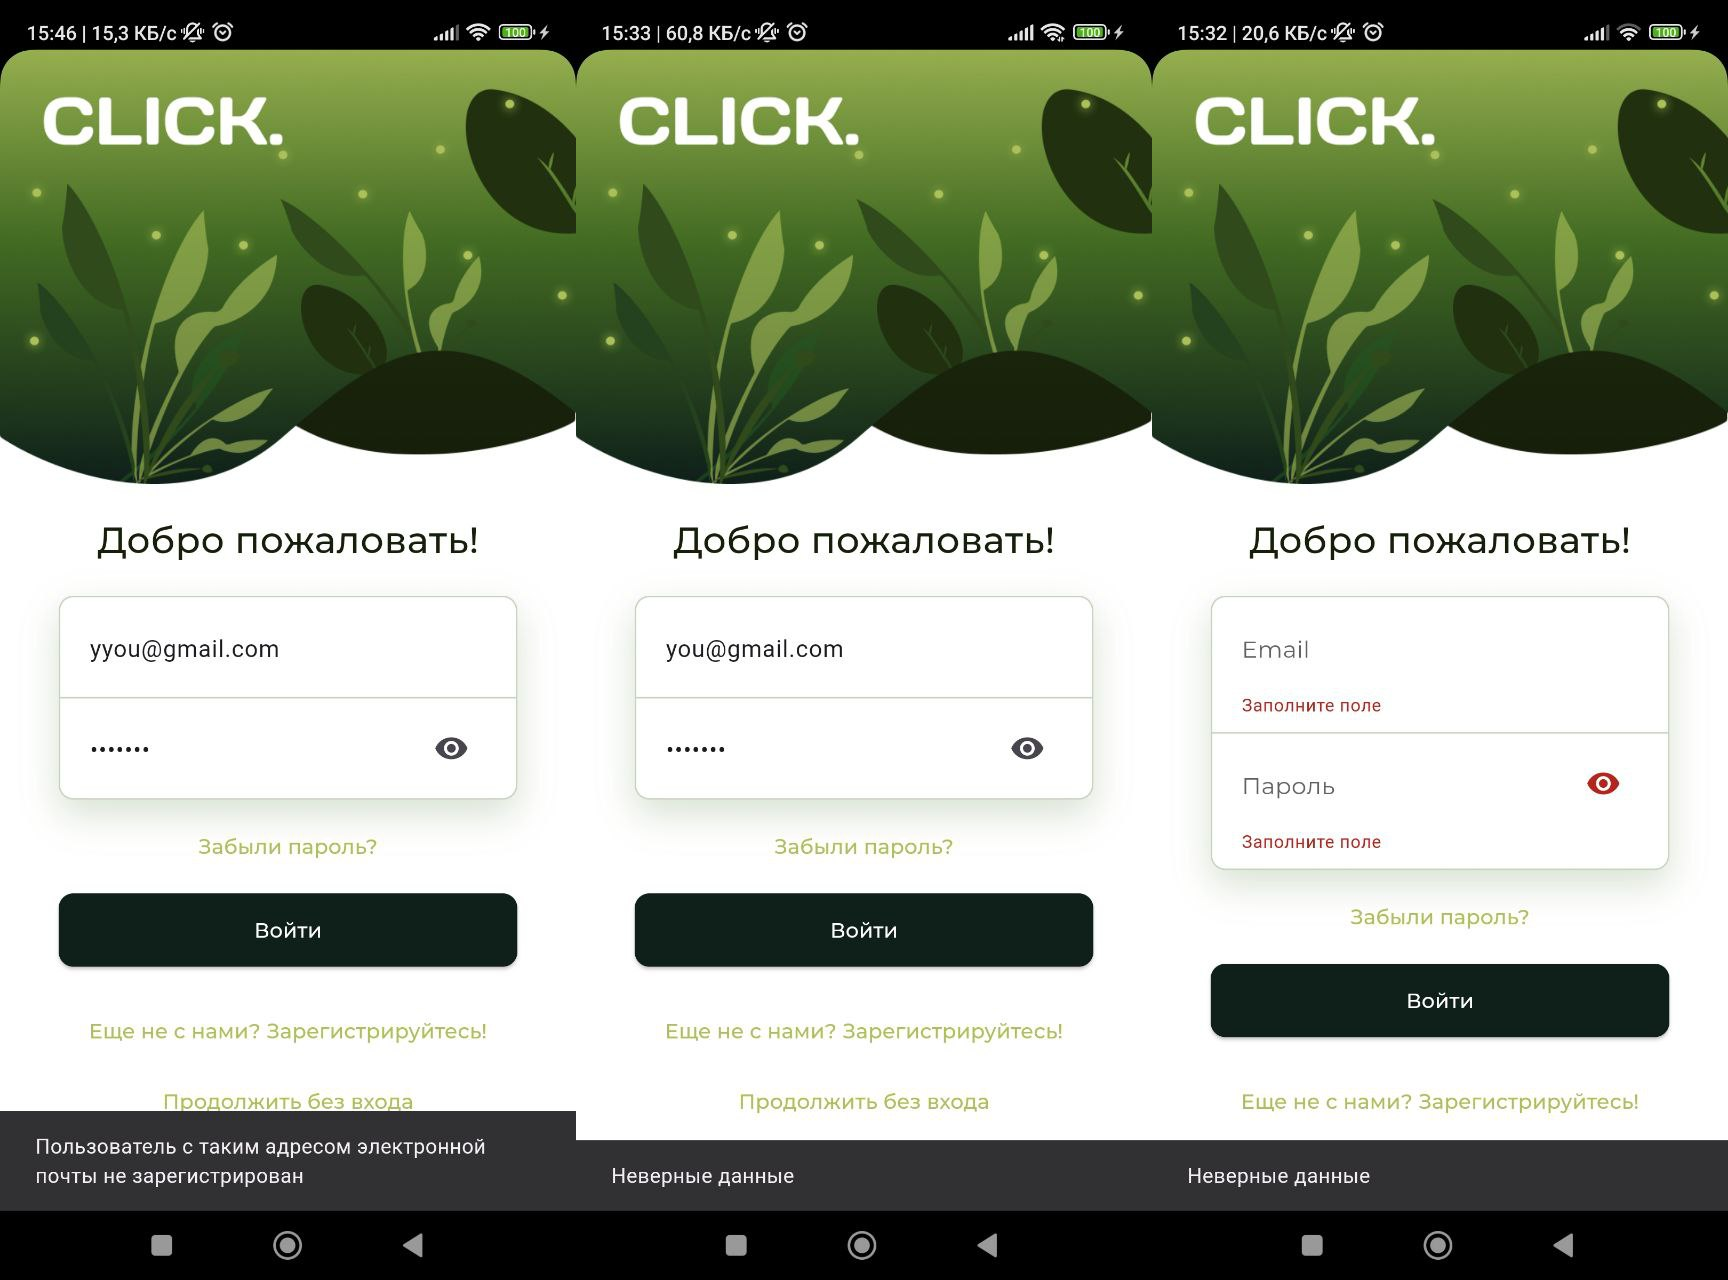 15:46 | 15,3 КБ/с
100
CLICK.
Добро пожаловать!
yyou@gmail.com
•••••••
Забыли пароль?
Войти
Еще не с нами? Зарегистрируйтесь!
Продолжить без входа
Пользователь с таким адресом электронной
почты не зарегистрирован
15:33 | 60,8 КБ/с
100
CLICK.
Добро пожаловать!
you@gmail.com
•••••••
Забыли пароль?
Войти
Еще не с нами? Зарегистрируйтесь!
Продолжить без входа
Неверные данные
15:32 | 20,6 КБ/с
100
CLICK.
Добро пожаловать!
Email
Заполните поле
Пароль
Заполните поле
Забыли пароль?
Войти
Еще не с нами? Зарегистрируйтесь!
Неверные данные